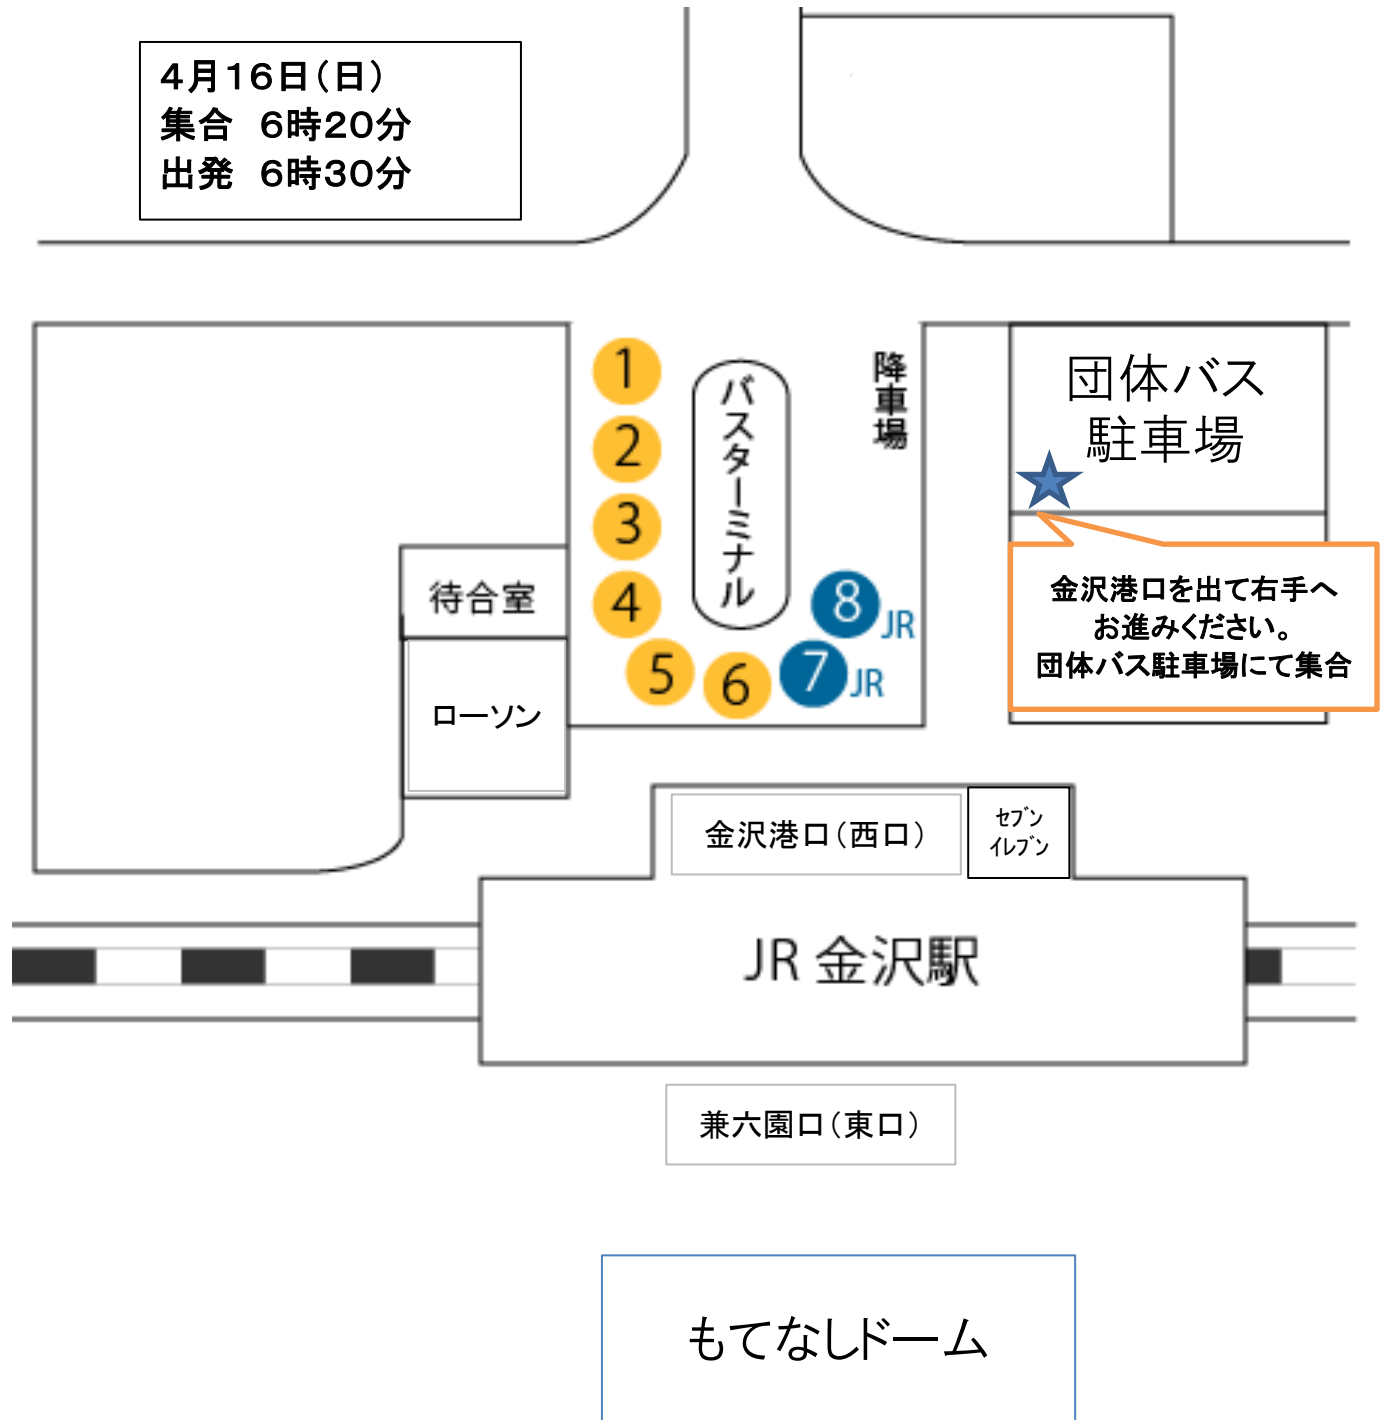 4月16日(日)
集合　6時20分
出発　6時30分
1
2
3
4
5
6
7
JR
8
JR
バスターミナル
降車場
団体バス
駐車場
金沢港口を出て右手へ
お進みください。
団体バス駐車場にて集合
待合室
ローソン
金沢港口(西口)
セブン
イレブン
JR 金沢駅
兼六園口(東口)
もてなしドーム